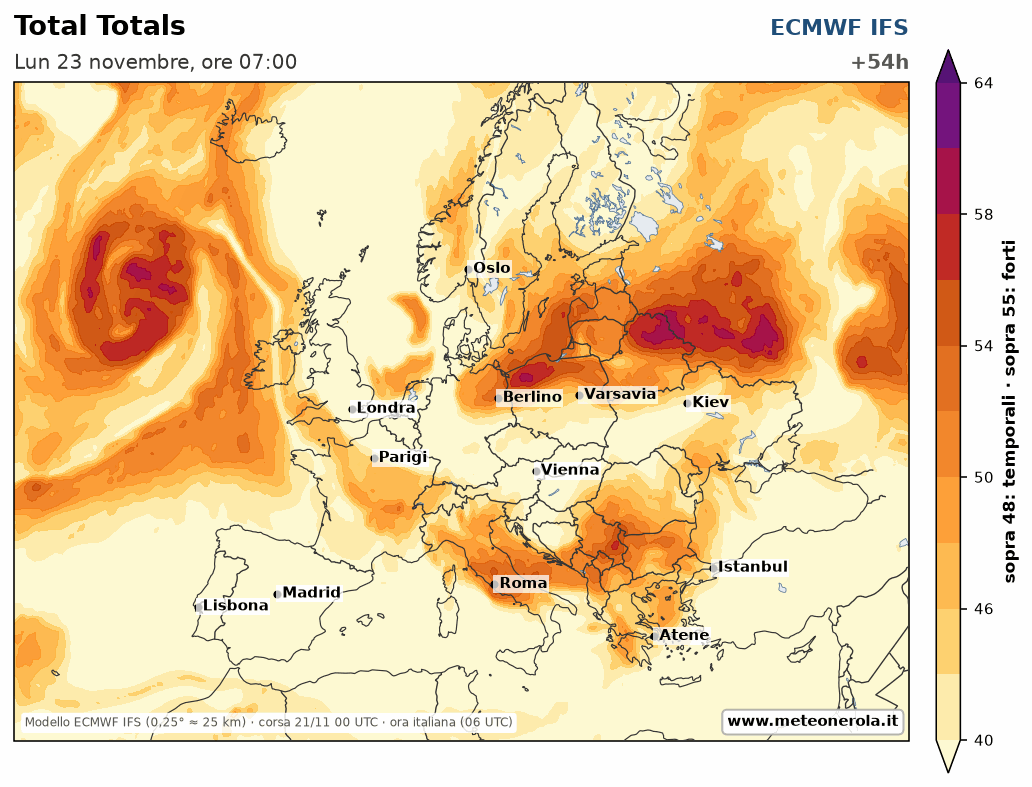 Total Totals
ECMWF IFS
Lun 23 novembre, ore 07:00
+54h
64
58
54
50
46
40
sopra 48: temporali · sopra 55: forti
Oslo
Berlino
Varsavia
Kiev
Londra
Parigi
Vienna
Istanbul
Roma
Madrid
Lisbona
Atene
Modello ECMWF IFS (0,25° ≈ 25 km) · corsa 21/11 00 UTC · ora italiana (06 UTC)
www.meteonerola.it